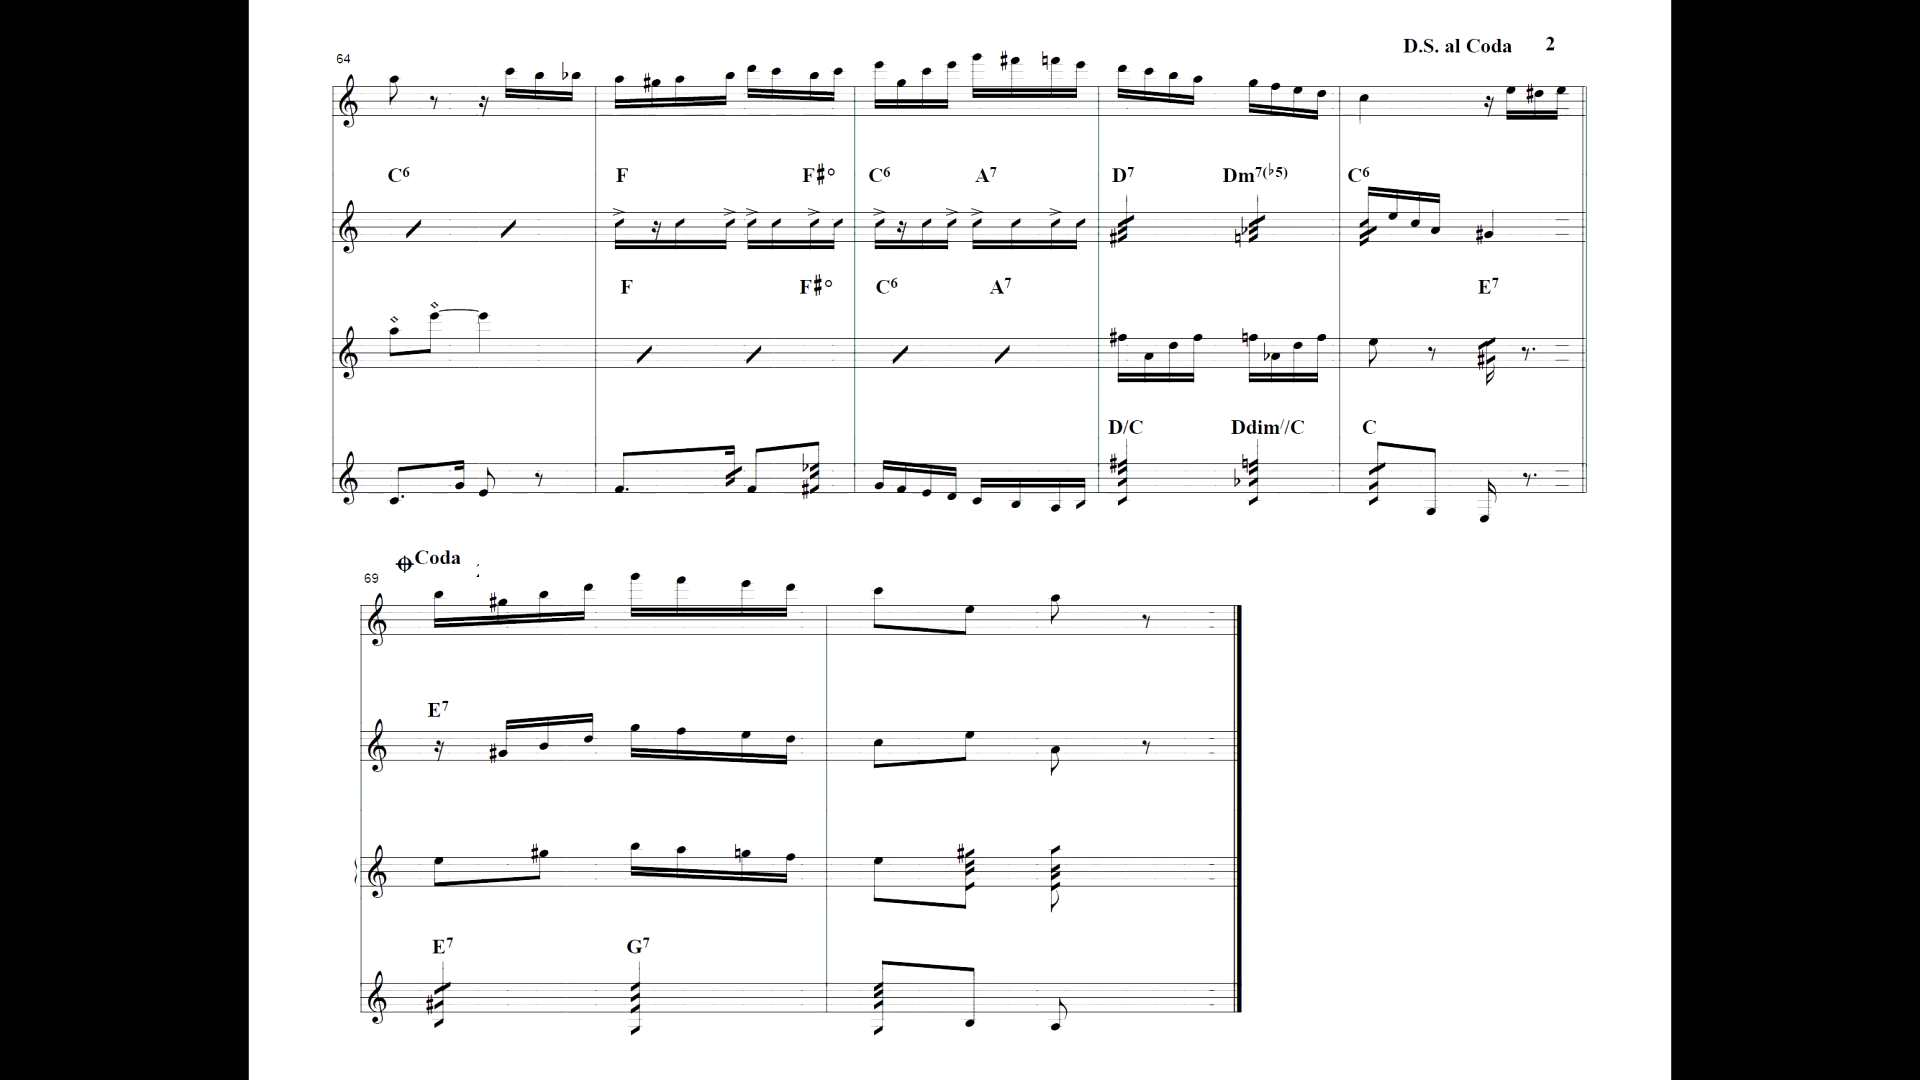 D.S. al Coda 2
64
C6 F F#° C6 A7 D7 Dm7(♭5) C6
F F#° C6 A7 E7
D/C Ddim//C C
Coda
69
E7
E7 G7